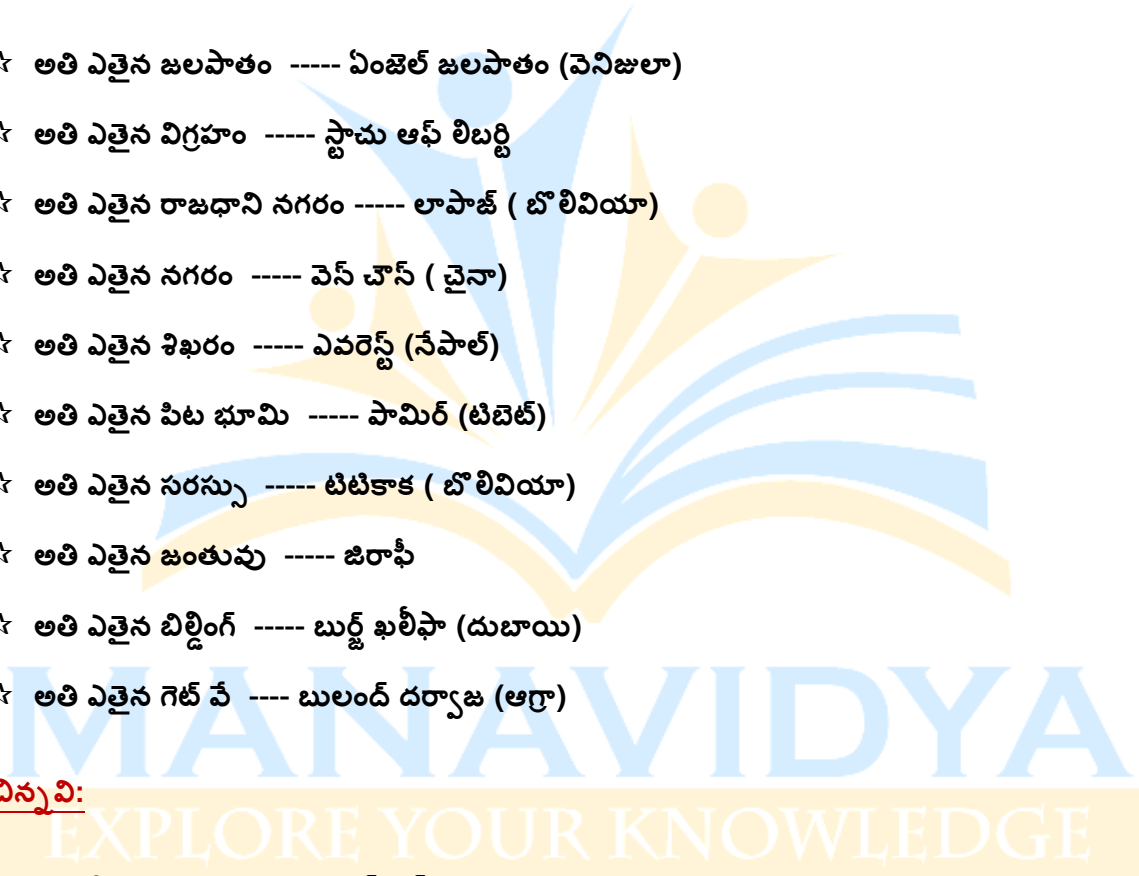 ☆ అతి ఎతైన జలపాతం ----- ఏంజెల్ జలపాతం (వెనిజులా)
☆ అతి ఎతైన విగ్రహం ----- స్టాచు ఆఫ్ లిబర్టి
☆ అతి ఎతైన రాజధాని నగరం ----- లాపాజ్ ( బొలివియా)
☆ అతి ఎతైన నగరం ----- వెన్ చౌన్ ( చైనా)
☆ అతి ఎతైన శిఖరం ----- ఎవరెస్ట్ (నేపాల్)
☆ అతి ఎతైన పిట భూమి ----- పామిర్ (టిబెట్)
☆ అతి ఎతైన సరస్సు ----- టిటికాక ( బొలివియా)
☆ అతి ఎతైన జంతువు ----- జిరాఫీ
☆ అతి ఎతైన బిల్డింగ్ ----- బుర్జ్ ఖలీఫా (దుబాయి)
☆ అతి ఎతైన గెట్ వే ---- బులంద్ దర్వాజ (ఆగ్రా)
MANAVIDYA
చిన్నవి:
EXPLORE YOUR KNOWLEDGE